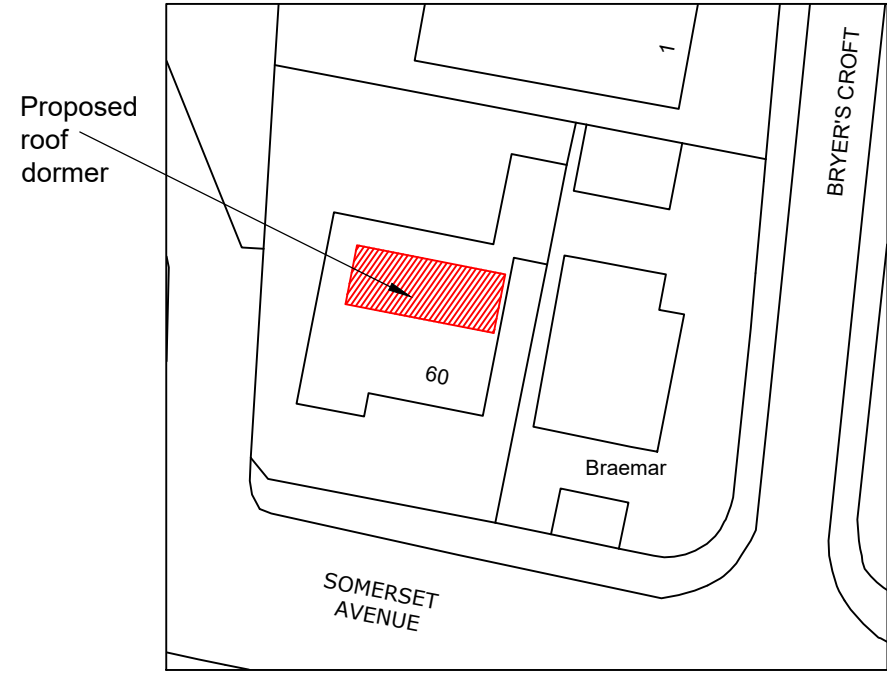 Proposed
roof
dormer
1
BRYER'S CROFT
60
Braemar
SOMERSET
AVENUE